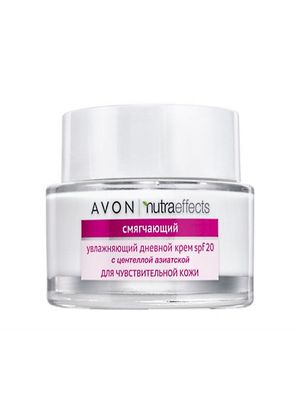 AVON nutraeffects
смягчающий
увлажняющий дневной крем spf 20
с центеллой азиатской
ДЛЯ ЧУВСТВИТЕЛЬНОЙ КОЖИ